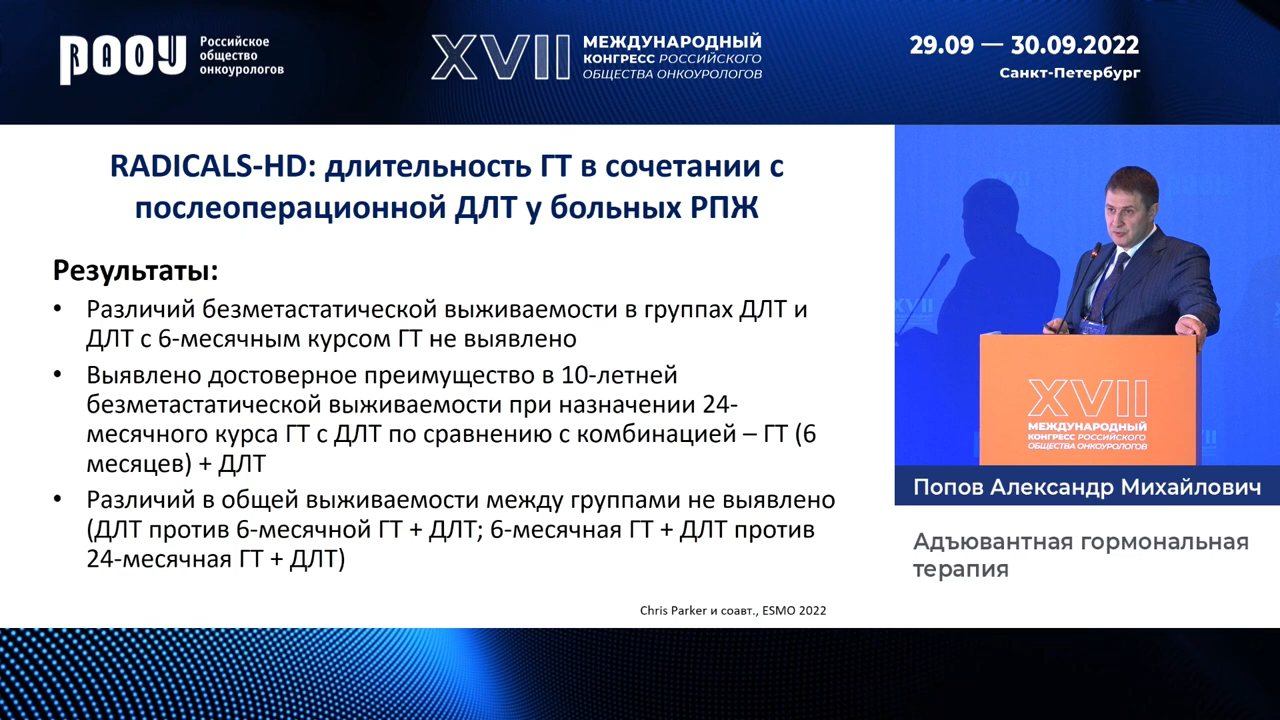 РООУ
Российское
общество
онкоурологов
XVII
МЕЖДУНАРОДНЫЙ
КОНГРЕСС РОССИЙСКОГО
ОБЩЕСТВА ОНКОУРОЛОГОВ
29.09 — 30.09.2022
Санкт-Петербург
RADICALS-HD: длительность ГТ в сочетании с
послеоперационной ДЛТ у больных РПЖ
Результаты:
• Различий безметастатической выживаемости в группах ДЛТ и
ДЛТ с 6-месячным курсом ГТ не выявлено
• Выявлено достоверное преимущество в 10-летней
безметастатической выживаемости при назначении 24-
месячного курса ГТ с ДЛТ по сравнению с комбинацией – ГТ (6
месяцев) + ДЛТ
• Различий в общей выживаемости между группами не выявлено
(ДЛТ против 6-месячной ГТ + ДЛТ; 6-месячная ГТ + ДЛТ против
24-месячная ГТ + ДЛТ)
Chris Parker и соавт., ESMO 2022
XVII
МЕЖДУНАРОДНЫЙ
КОНГРЕСС РОССИЙСКОГО
ОБЩЕСТВА ОНКОУРОЛОГОВ
Попов Александр Михайлович
Адъювантная гормональная
терапия